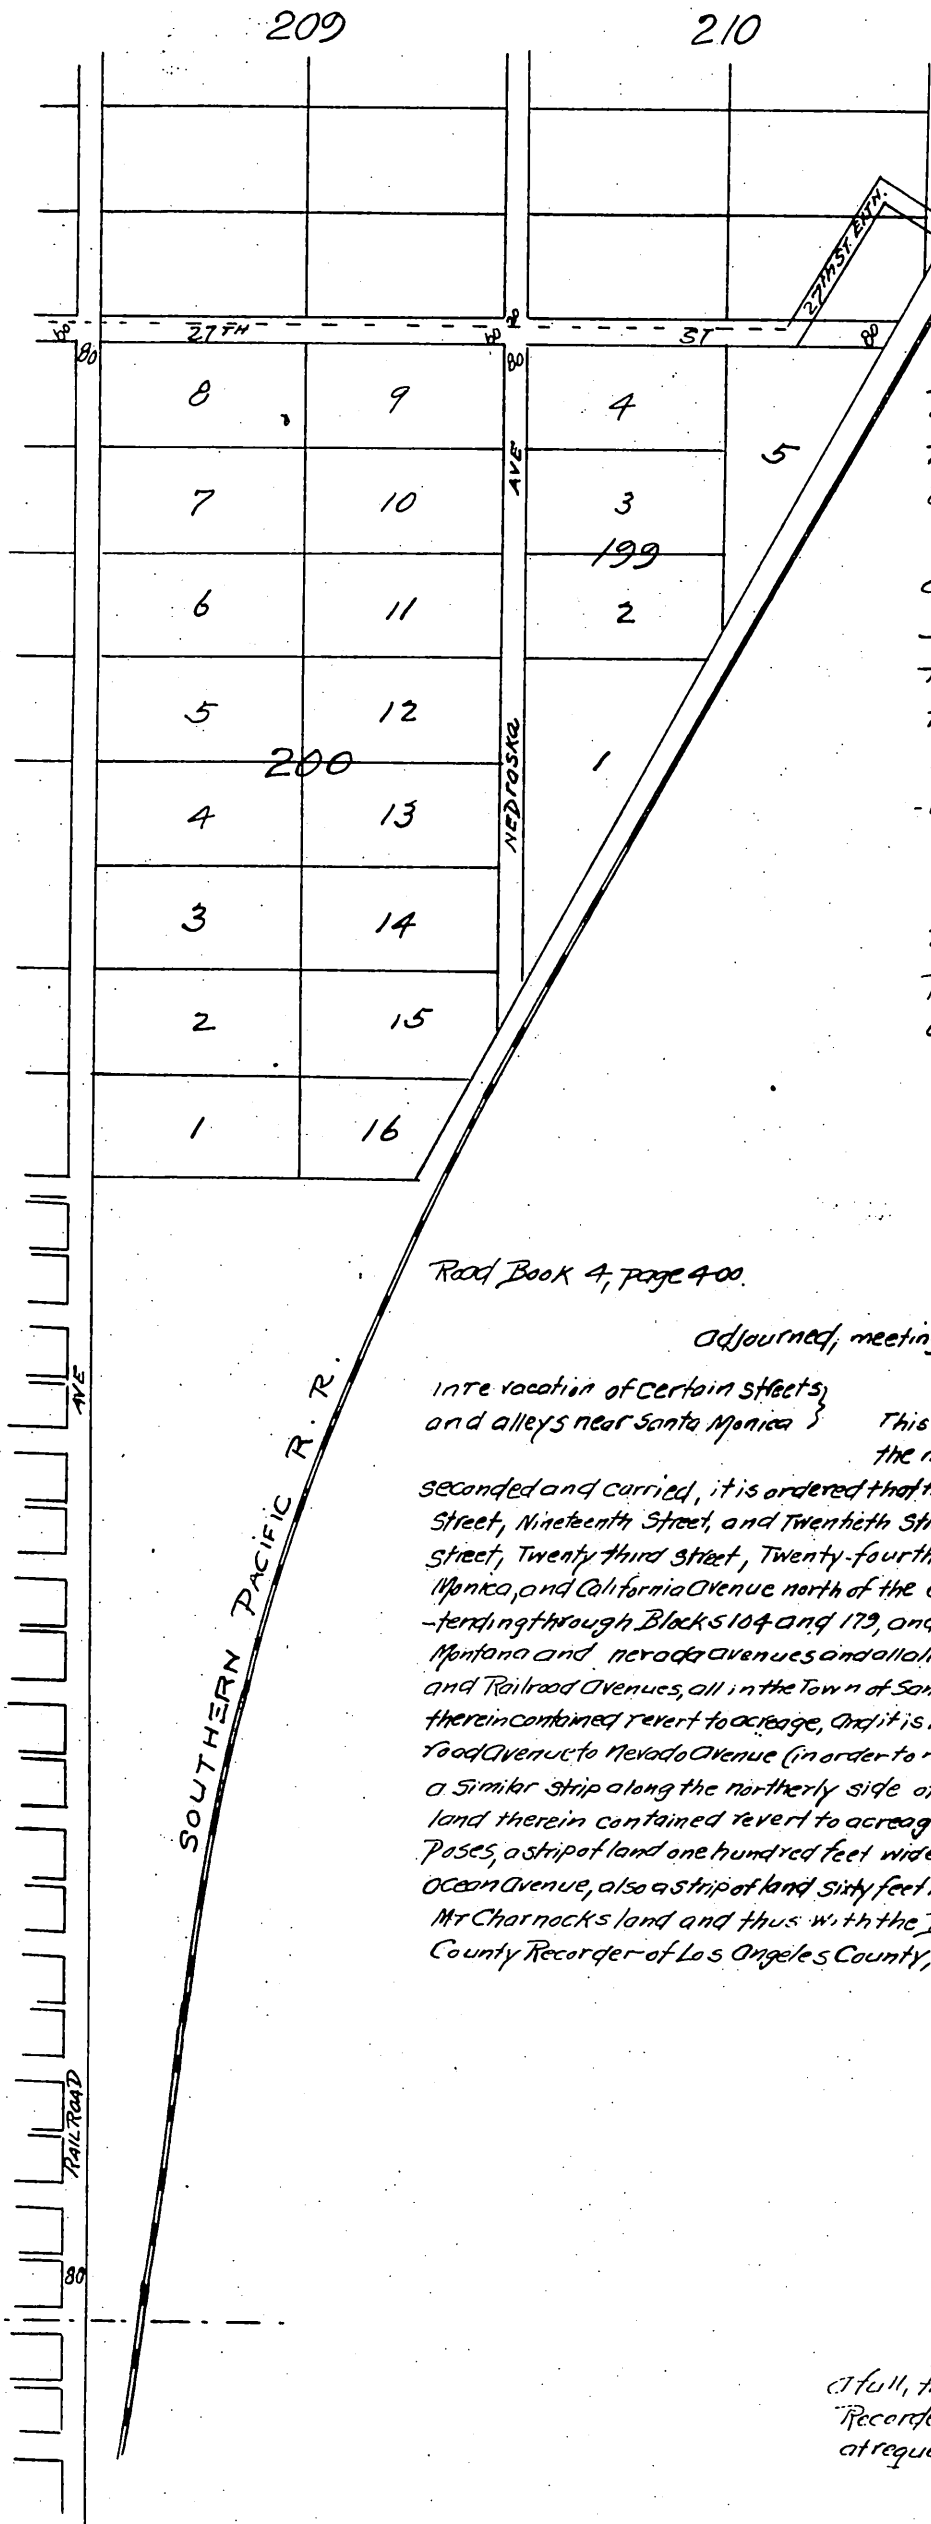 209 210
27TH ST. EXTN.
60 27TH 60 80 ST 80
80 80
8 9 4
5
7 10 AVE 3
199
6 11 2
5 12
200 NEDroSKa 1
4 13
3 14
2 15
1 16
Road Book 4, page 400.
adjourned, meetin
In re vacation of certain streets}
and alleys near Santa Monica} This
the
seconded and carried, it is ordered that
Street, Nineteenth Street, and Twentieth Str
Street, Twenty third Street, Twenty-fourth
Monica, and California Avenue north of the
-tending through Blocks 104 and 179, and
Montana and nevada avenues and all al
and Railroad Avenues, all in the Town of San
therein contained revert to acreage, And it is
road Avenue to Nevada Avenue (in order to
a Similar strip along the northerly side of
land therein contained revert to acreag
Poses, a strip of land one hundred feet wide
Ocean Avenue, also a strip of land sixty feet
Mr Charnocks land and thus with the
County Recorder of Los Angeles County,
AVE
SOUTHERN PACIFIC R. R.
RAILROAD
80
A full, t
Recorde
at reque